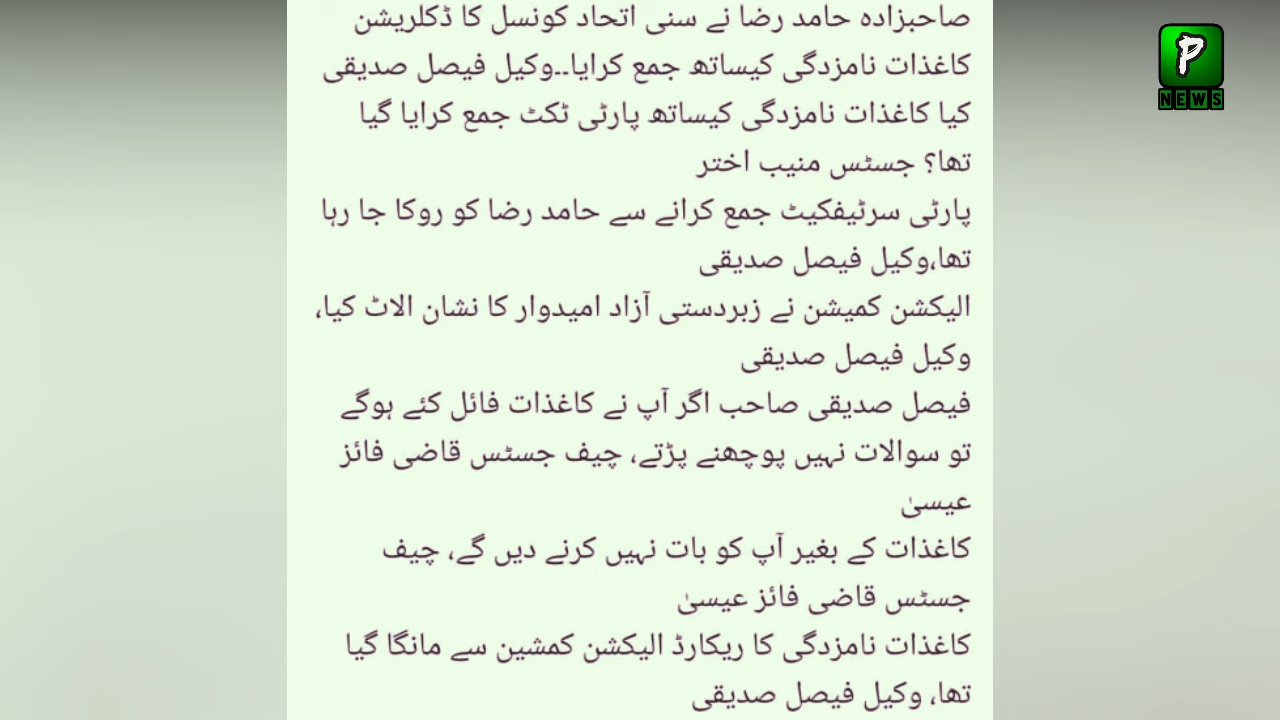 صاحبزادہ حامد رضا نے سنی اتحاد کونسل کا ڈکلریشن
کاغذات نامزدگی کیساتھ جمع کرایا۔۔وکیل فیصل صدیقی
کیا کاغذات نامزدگی کیساتھ پارٹی ٹکٹ جمع کرایا گیا
تھا؟ جسٹس منیب اختر
پارٹی سرٹیفکیٹ جمع کرانے سے حامد رضا کو روکا جا رہا
تھا،وکیل فیصل صدیقی
الیکشن کمیشن نے زبردستی آزاد امیدوار کا نشان الاٹ کیا،
وکیل فیصل صدیقی
فیصل صدیقی صاحب اگر آپ نے کاغذات فائل کئے ہوگے
تو سوالات نہیں پوچھنے پڑتے، چیف جسٹس قاضی فائز
عیسیٰ
کاغذات کے بغیر آپ کو بات نہیں کرنے دیں گے، چیف
جسٹس قاضی فائز عیسیٰ
کاغذات نامزدگی کا ریکارڈ الیکشن کمشین سے مانگا گیا
تھا، وکیل فیصل صدیقی
P
NEWS